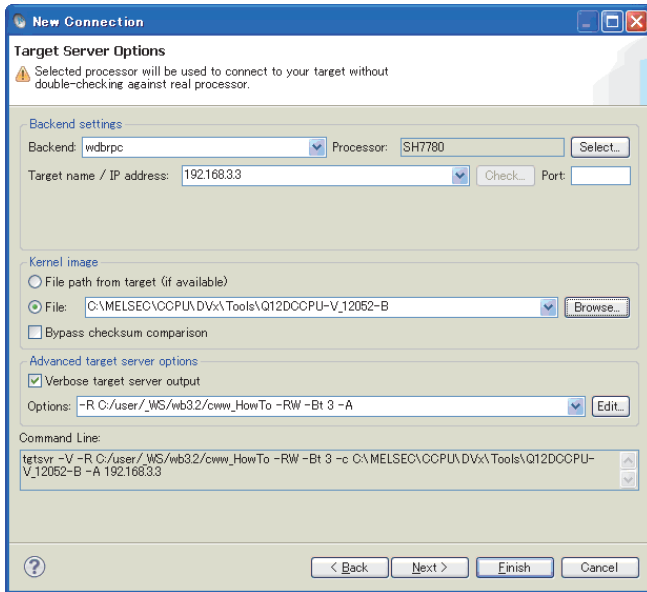 New Connection
Target Server Options
Selected processor will be used to connect to your target without
double-checking against real processor.
Backend settings
Backend: wdbrpc Processor: SH7780 Select...
Target name / IP address: 192.168.3.3 Check... Port:
Kernel image
File path from target (if available)
File: C:\MELSEC\CCPU\DVx\Tools\Q12DCCPU-V_12052-B Browse...
Bypass checksum comparison
Advanced target server options
Verbose target server output
Options: -R C:/user/_WS/wb3.2/cww_HowTo -RW -Bt 3 -A Edit...
Command Line:
tgtsvr -V -R C:/user/_WS/wb3.2/cww_HowTo -RW -Bt 3 -c C:\MELSEC\CCPU\DVx\Tools\Q12DCCPU-
V_12052-B -A 192.168.3.3
?
< Back Next > Finish Cancel